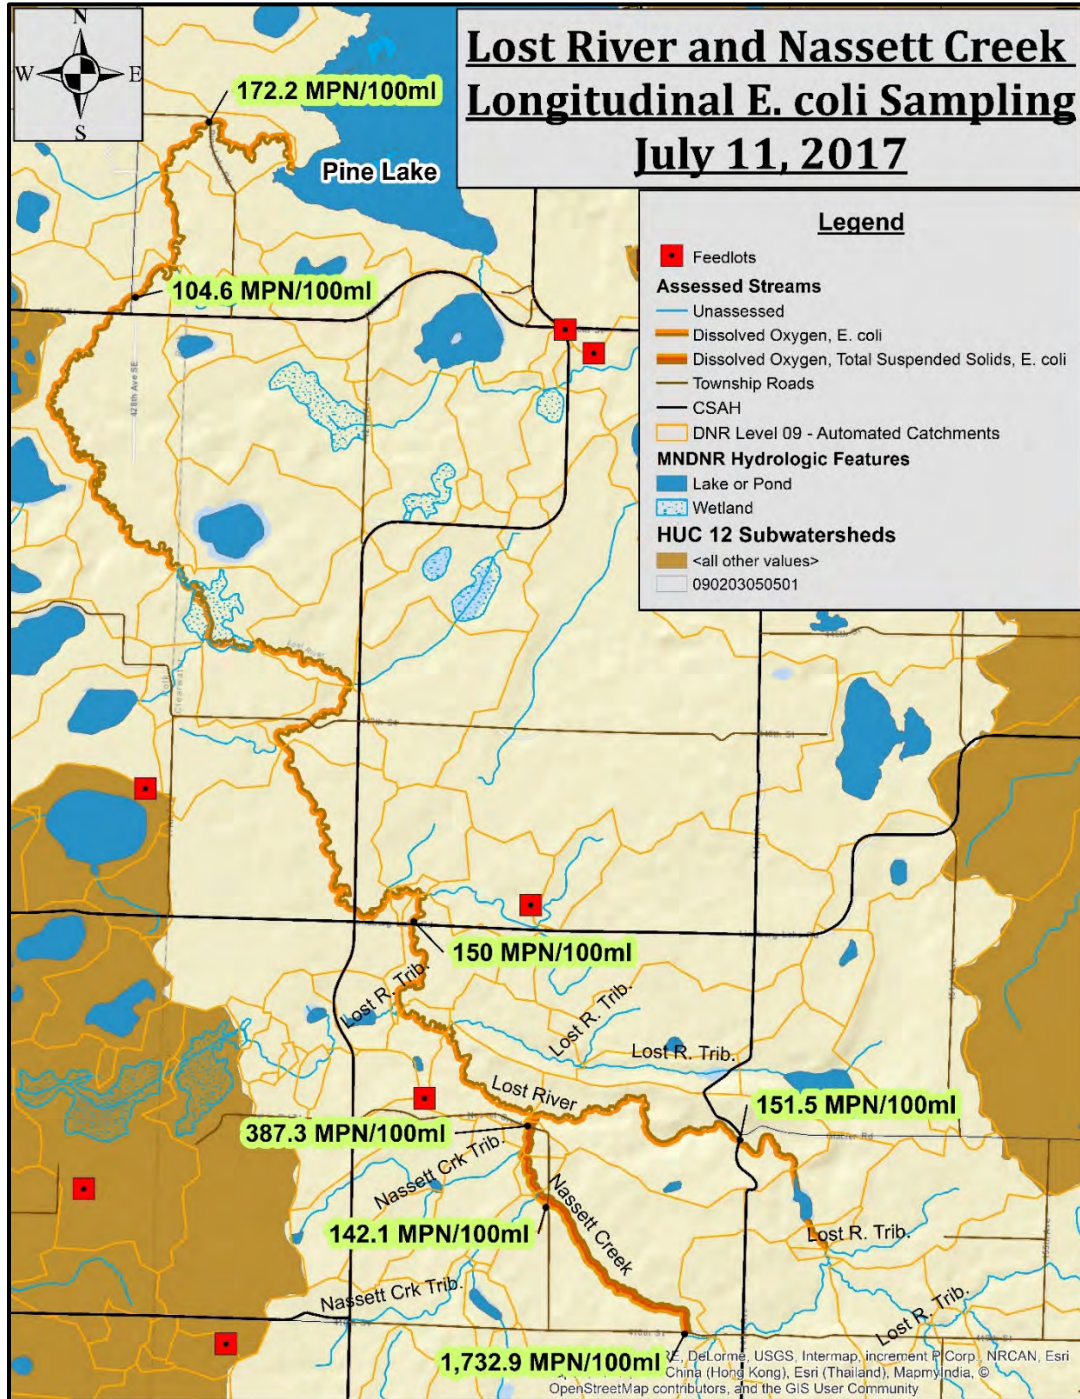 N
W E
S
Lost River and Nassett Creek
Longitudinal E. coli Sampling
July 11, 2017
172.2 MPN/100ml
Pine Lake
Legend
Feedlots
Assessed Streams
Unassessed
Dissolved Oxygen, E. coli
Dissolved Oxygen, Total Suspended Solids, E. coli
Township Roads
CSAH
DNR Level 09 - Automated Catchments
MNDNR Hydrologic Features
Lake or Pond
Wetland
HUC 12 Subwatersheds
<all other values>
090203050501
104.6 MPN/100ml
428th Ave SE
Lost River
Clearwater
150 MPN/100ml
Lost R. Trib.
Lost R. Trib.
Lost R. Trib.
Lost River
151.5 MPN/100ml
387.3 MPN/100ml
Nassett Crk Trib.
Nassett Creek
142.1 MPN/100ml
Lost R. Trib.
Nassett Crk Trib.
Lost R. Trib.
1,732.9 MPN/100ml
DeLorme, USGS, Intermap, increment P Corp., NRCAN, Esri
China (Hong Kong), Esri (Thailand), MapmyIndia, ©
OpenStreetMap contributors, and the GIS User Community